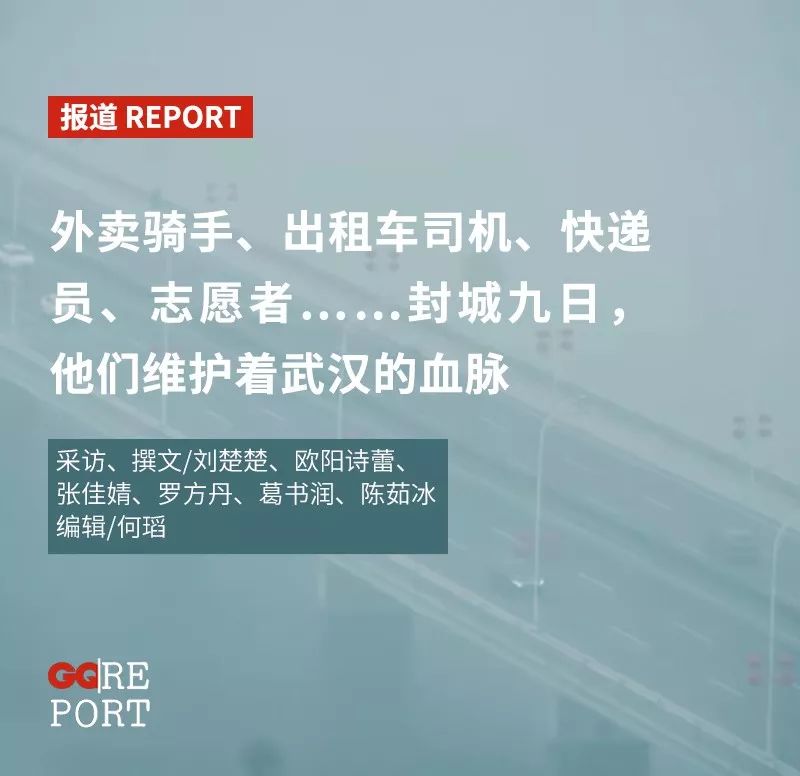 报道 REPORT
外卖骑手、出租车司机、快递
员、志愿者……封城九日，
他们维护着武汉的血脉
采访、撰文/刘楚楚、欧阳诗蕾、
张佳婧、罗方丹、葛书润、陈茹冰
编辑/何瑫
GQ|RE
PORT